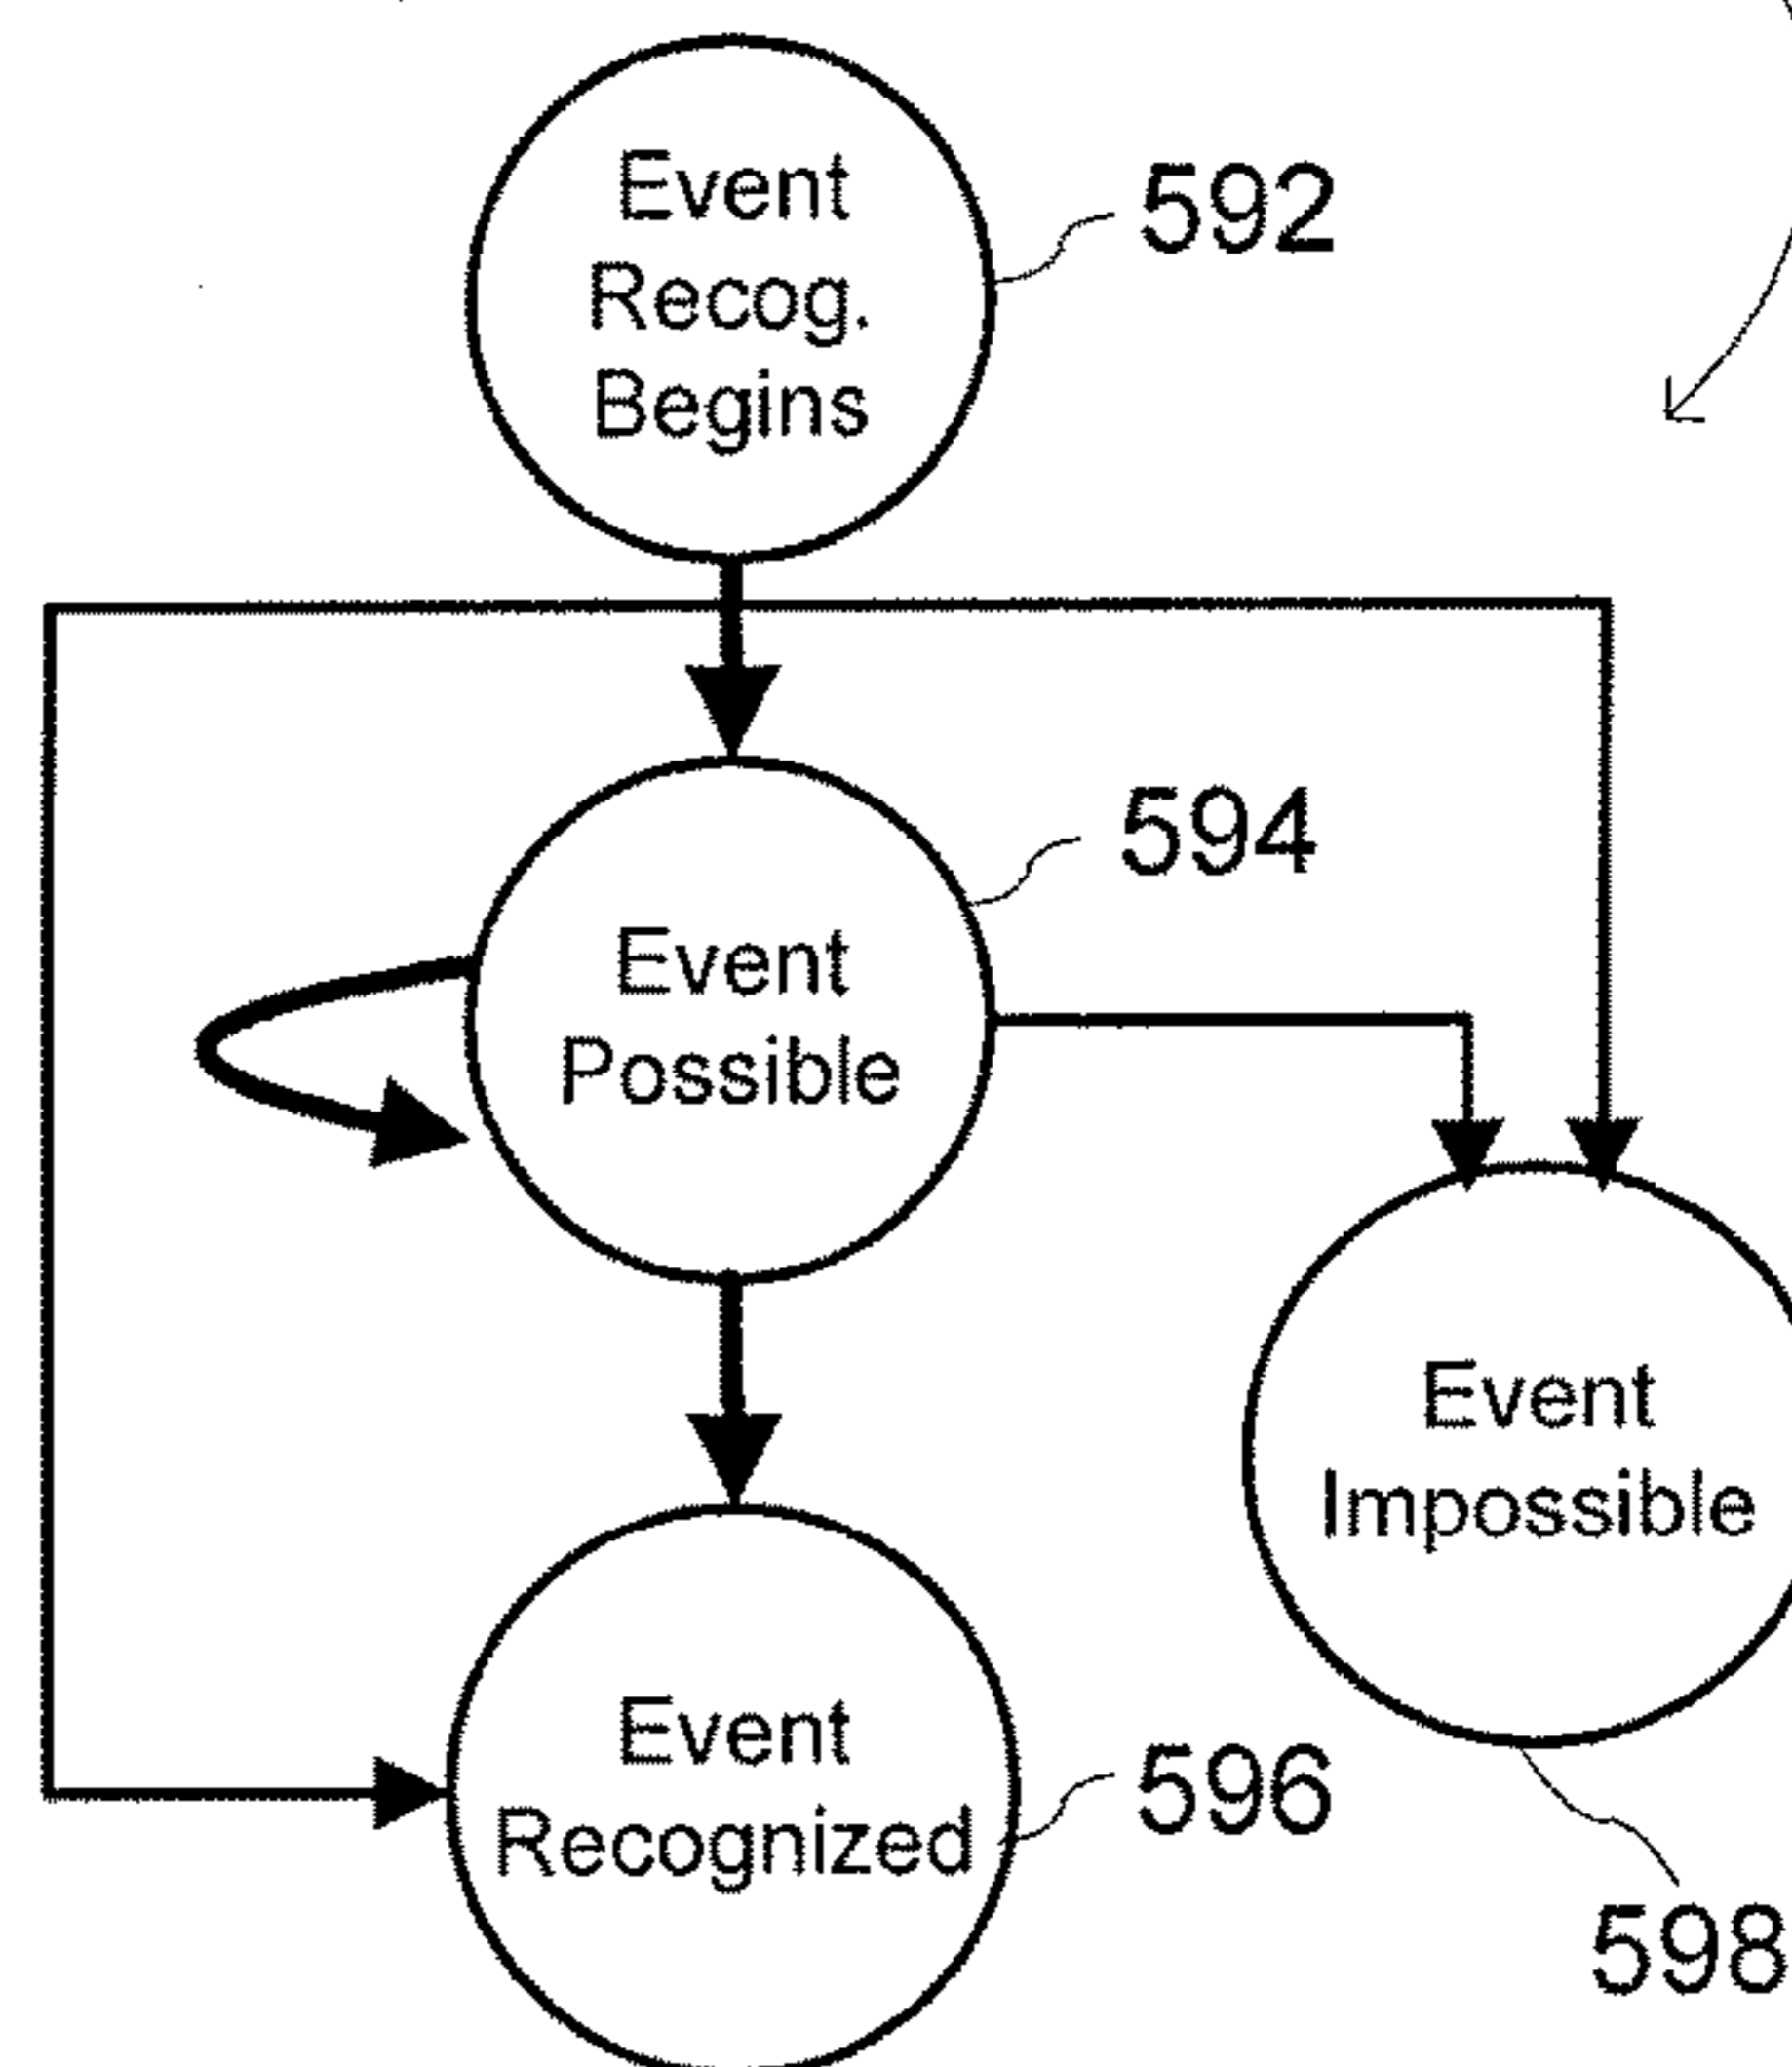 Event
Recog.
Begins
592
594
Event
Possible
Event
Impossible
Event
Recognized
596
598